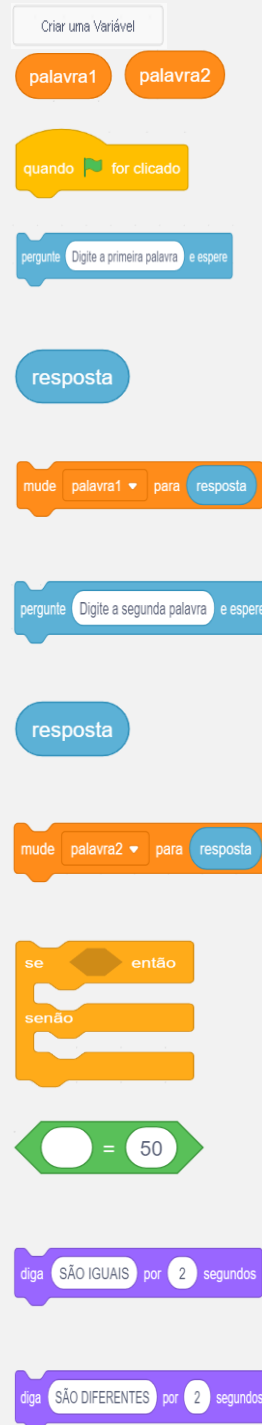 Criar uma Variável
palavra1 palavra2
quando for clicado
pergunte Digite a primeira palavra e espere
resposta
mude palavra1 para resposta
pergunte Digite a segunda palavra e espere
resposta
mude palavra2 para resposta
se então
senão
= 50
diga SÃO IGUAIS por 2 segundos
diga SÃO DIFERENTES por 2 segundos